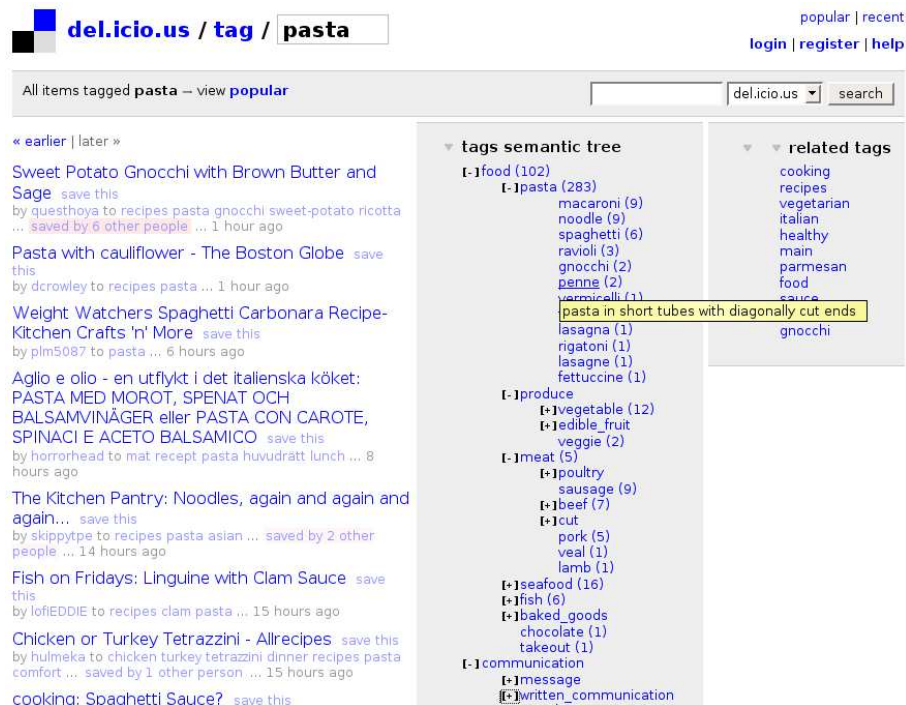 del.icio.us / tag / pasta
popular | recent
login | register | help
All items tagged pasta → view popular
del.icio.us
search
« earlier | later »
Sweet Potato Gnocchi with Brown Butter and
Sage save this
by questhoya to recipes pasta gnocchi sweet-potato ricotta
... saved by 6 other people ... 1 hour ago
Pasta with cauliflower - The Boston Globe save
this
by dcrowley to recipes pasta ... 1 hour ago
Weight Watchers Spaghetti Carbonara Recipe-
Kitchen Crafts 'n' More save this
by plm5087 to pasta ... 6 hours ago
Aglio e olio - en utflykt i det italienska köket:
PASTA MED MOROT, SPENAT OCH
BALSAMVINÄGER eller PASTA CON CAROTE,
SPINACI E ACETO BALSAMICO save this
by horrorhead to mat recept pasta huvudrätt lunch ... 8
hours ago
The Kitchen Pantry: Noodles, again and again and
again... save this
by skippytpe to recipes pasta asian ... saved by 2 other
people ... 14 hours ago
Fish on Fridays: Linguine with Clam Sauce save
this
by lofiEDDIE to recipes clam pasta ... 15 hours ago
Chicken or Turkey Tetrazzini - Allrecipes save this
by hulmeka to chicken turkey tetrazzini dinner recipes pasta
comfort ... saved by 1 other person ... 15 hours ago
cooking: Spaghetti Sauce? save this
tags semantic tree
[-]food (102)
[-]pasta (283)
macaroni (9)
noodle (9)
spaghetti (6)
ravioli (3)
gnocchi (2)
penne (2)
vermicelli (1)
pasta in short tubes with diagonally cut ends
lasagna (1)
rigatoni (1)
lasagne (1)
fettuccine (1)
[-]produce
[+]vegetable (12)
[+]edible_fruit
veggie (2)
[-]meat (5)
[+]poultry
sausage (9)
[+]beef (7)
[+]cut
pork (5)
veal (1)
lamb (1)
[+]seafood (16)
[+]fish (6)
[+]baked_goods
chocolate (1)
takeout (1)
[-]communication
[+]message
[+]written_communication
related tags
cooking
recipes
vegetarian
italian
healthy
main
parmesan
food
sauce
gnocchi